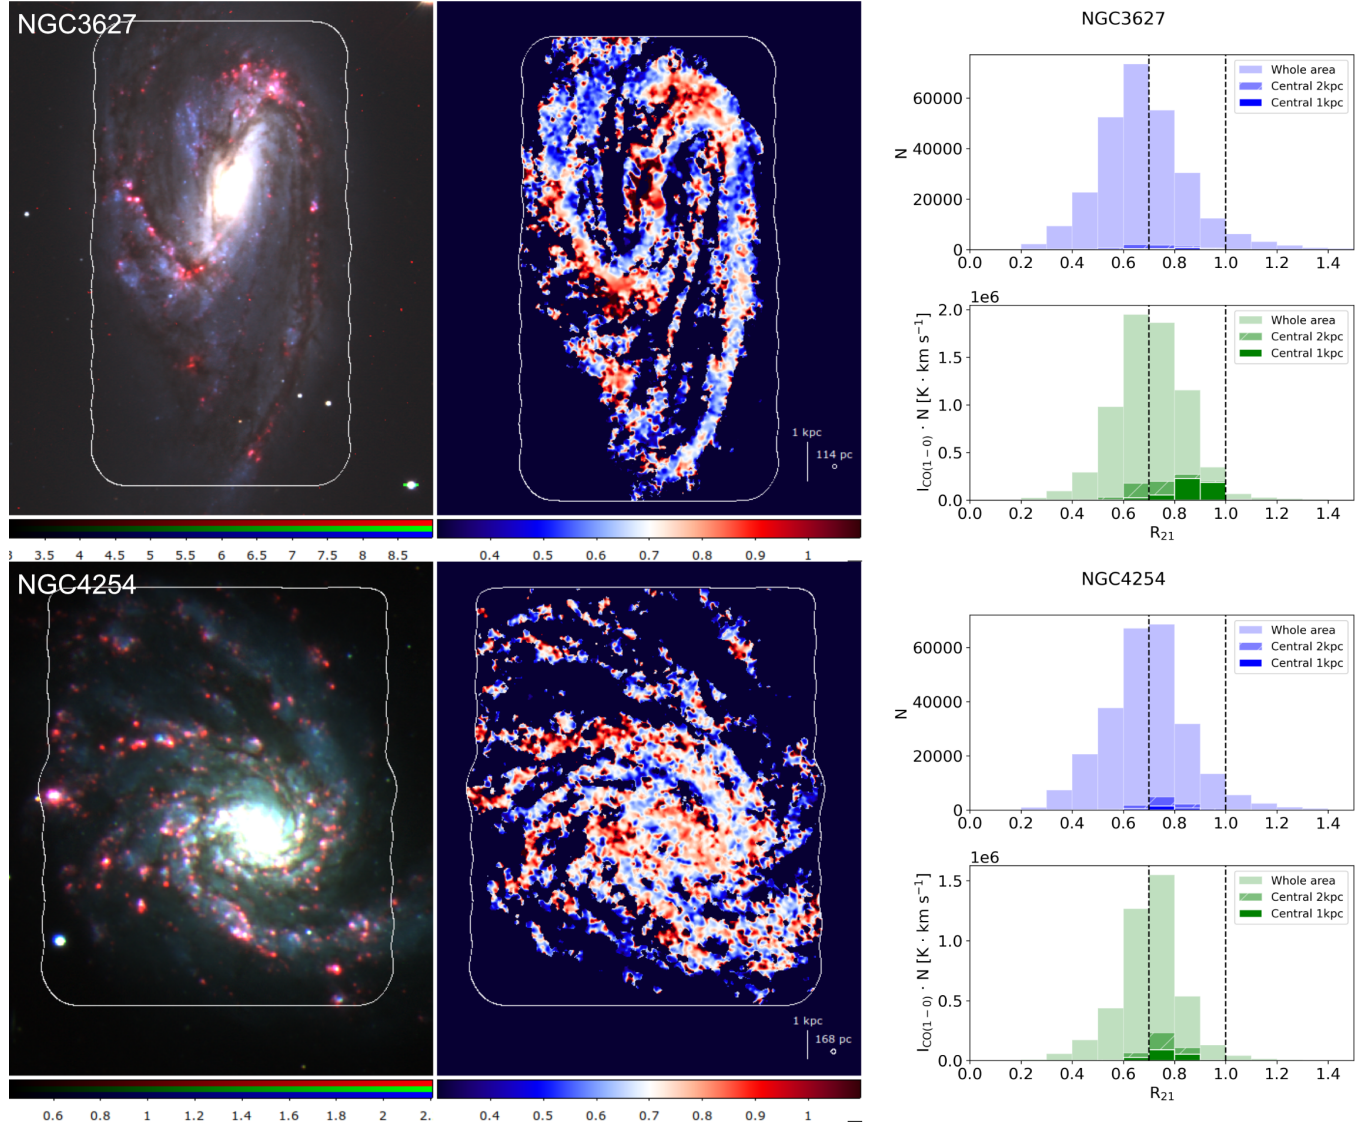 NGC3627
3 3.5 4 4.5 5 5.5 6 6.5 7 7.5 8 8.5
1 kpc
114 pc
0.4 0.5 0.6 0.7 0.8 0.9 1
NGC3627
Whole area
Central 2kpc
Central 1kpc
N
60000
40000
20000
0
0.0 0.2 0.4 0.6 0.8 1.0 1.2 1.4
1e6
Whole area
Central 2kpc
Central 1kpc
I_CO(1−0) · N [K · km s⁻¹]
2.0
1.5
1.0
0.5
0.0
0.0 0.2 0.4 0.6 0.8 1.0 1.2 1.4
R₂₁
NGC4254
0.6 0.8 1 1.2 1.4 1.6 1.8 2 2.
1 kpc
168 pc
0.4 0.5 0.6 0.7 0.8 0.9 1
NGC4254
Whole area
Central 2kpc
Central 1kpc
N
60000
40000
20000
0
0.0 0.2 0.4 0.6 0.8 1.0 1.2 1.4
1e6
Whole area
Central 2kpc
Central 1kpc
I_CO(1−0) · N [K · km s⁻¹]
1.5
1.0
0.5
0.0
0.0 0.2 0.4 0.6 0.8 1.0 1.2 1.4
R₂₁